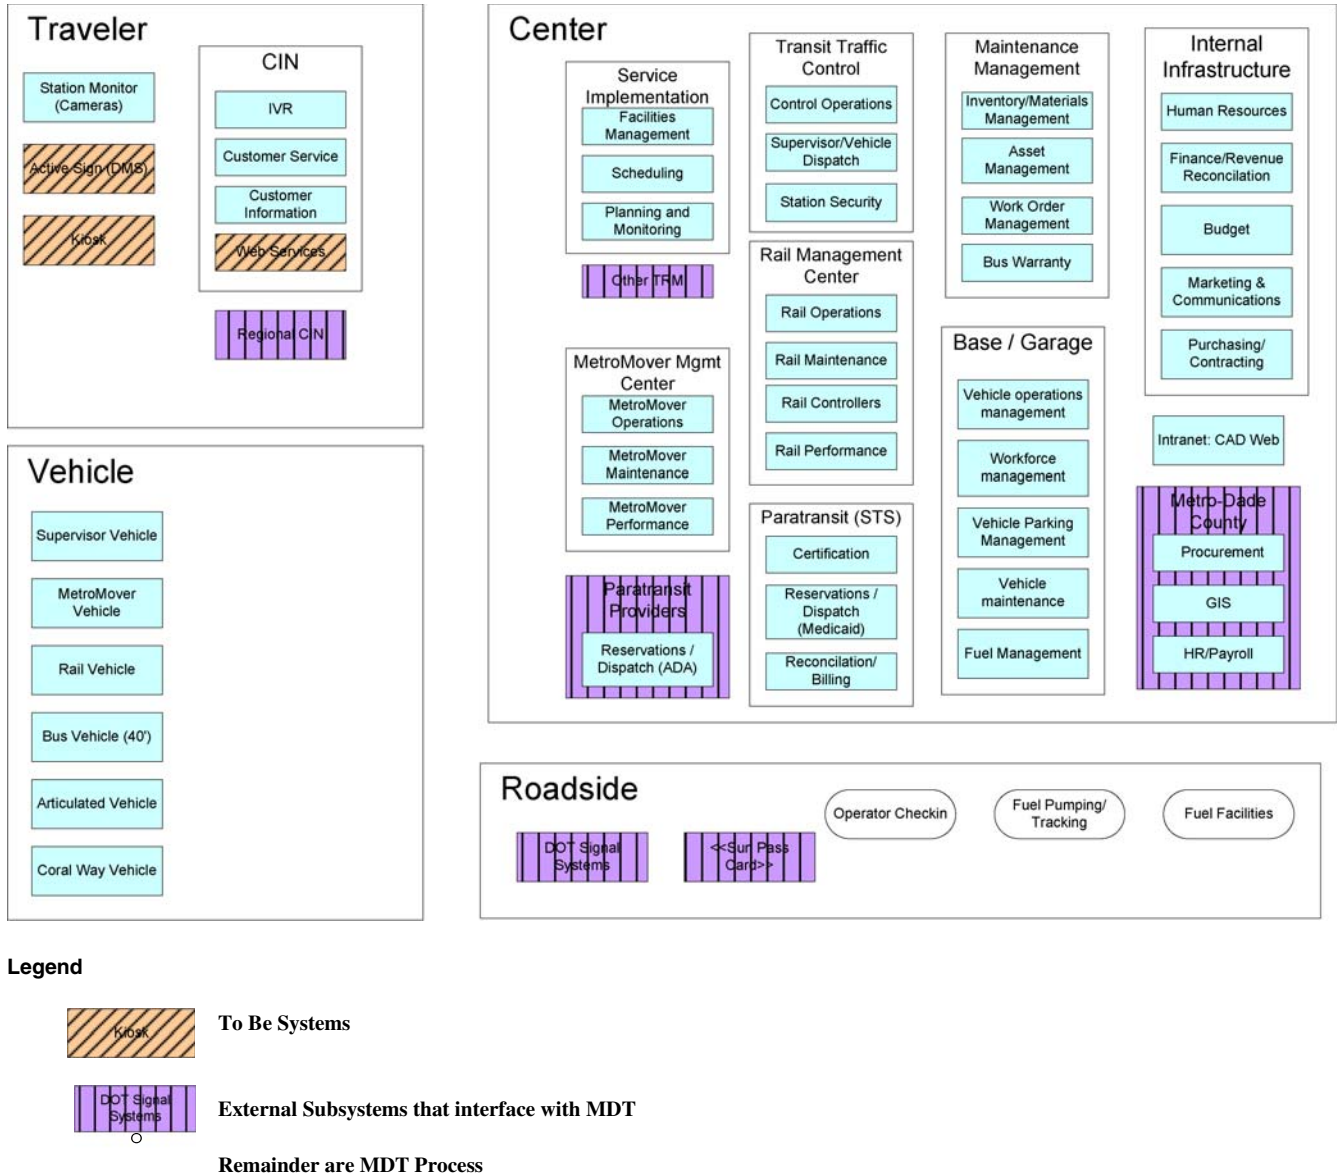 Traveler
Station Monitor
(Cameras)
Active Sign (DMS)
Kiosk
CIN
IVR
Customer Service
Customer
Information
Web Services
Regional CIN
Vehicle
Supervisor Vehicle
MetroMover
Vehicle
Rail Vehicle
Bus Vehicle (40')
Articulated Vehicle
Coral Way Vehicle
Center
Service
Implementation
Facilities
Management
Scheduling
Planning and
Monitoring
Other TRM
MetroMover Mgmt
Center
MetroMover
Operations
MetroMover
Maintenance
MetroMover
Performance
Paratransit
Providers
Reservations /
Dispatch (ADA)
Transit Traffic
Control
Control Operations
Supervisor/Vehicle
Dispatch
Station Security
Rail Management
Center
Rail Operations
Rail Maintenance
Rail Controllers
Rail Performance
Paratransit (STS)
Certification
Reservations /
Dispatch
(Medicaid)
Reconcilation/
Billing
Maintenance
Management
Inventory/Materials
Management
Asset
Management
Work Order
Management
Bus Warranty
Base / Garage
Vehicle operations
management
Workforce
management
Vehicle Parking
Management
Vehicle
maintenance
Fuel Management
Internal
Infrastructure
Human Resources
Finance/Revenue
Reconcilation
Budget
Marketing &
Communications
Purchasing/
Contracting
Intranet: CAD Web
Metro-Dade
County
Procurement
GIS
HR/Payroll
Roadside
DOT Signal
Systems
<<Sun Pass
Card>>
Operator Checkin
Fuel Pumping/
Tracking
Fuel Facilities
Legend
Kiosk
To Be Systems
DOT Signal
Systems
External Subsystems that interface with MDT
Remainder are MDT Process